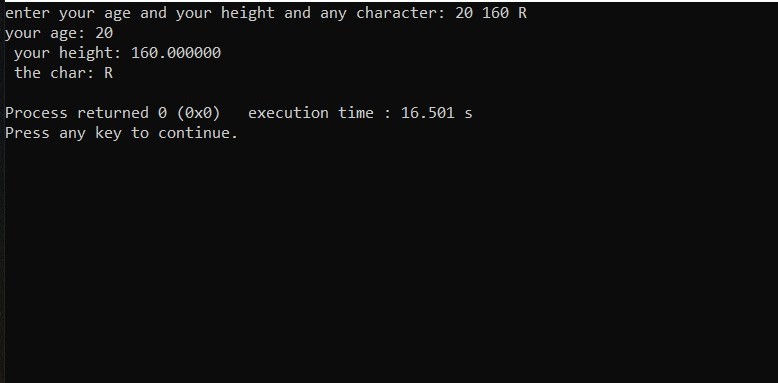 enter your age and your height and any character: 20 160 R
your age: 20
 your height: 160.000000
 the char: R

Process returned 0 (0x0)   execution time : 16.501 s
Press any key to continue.